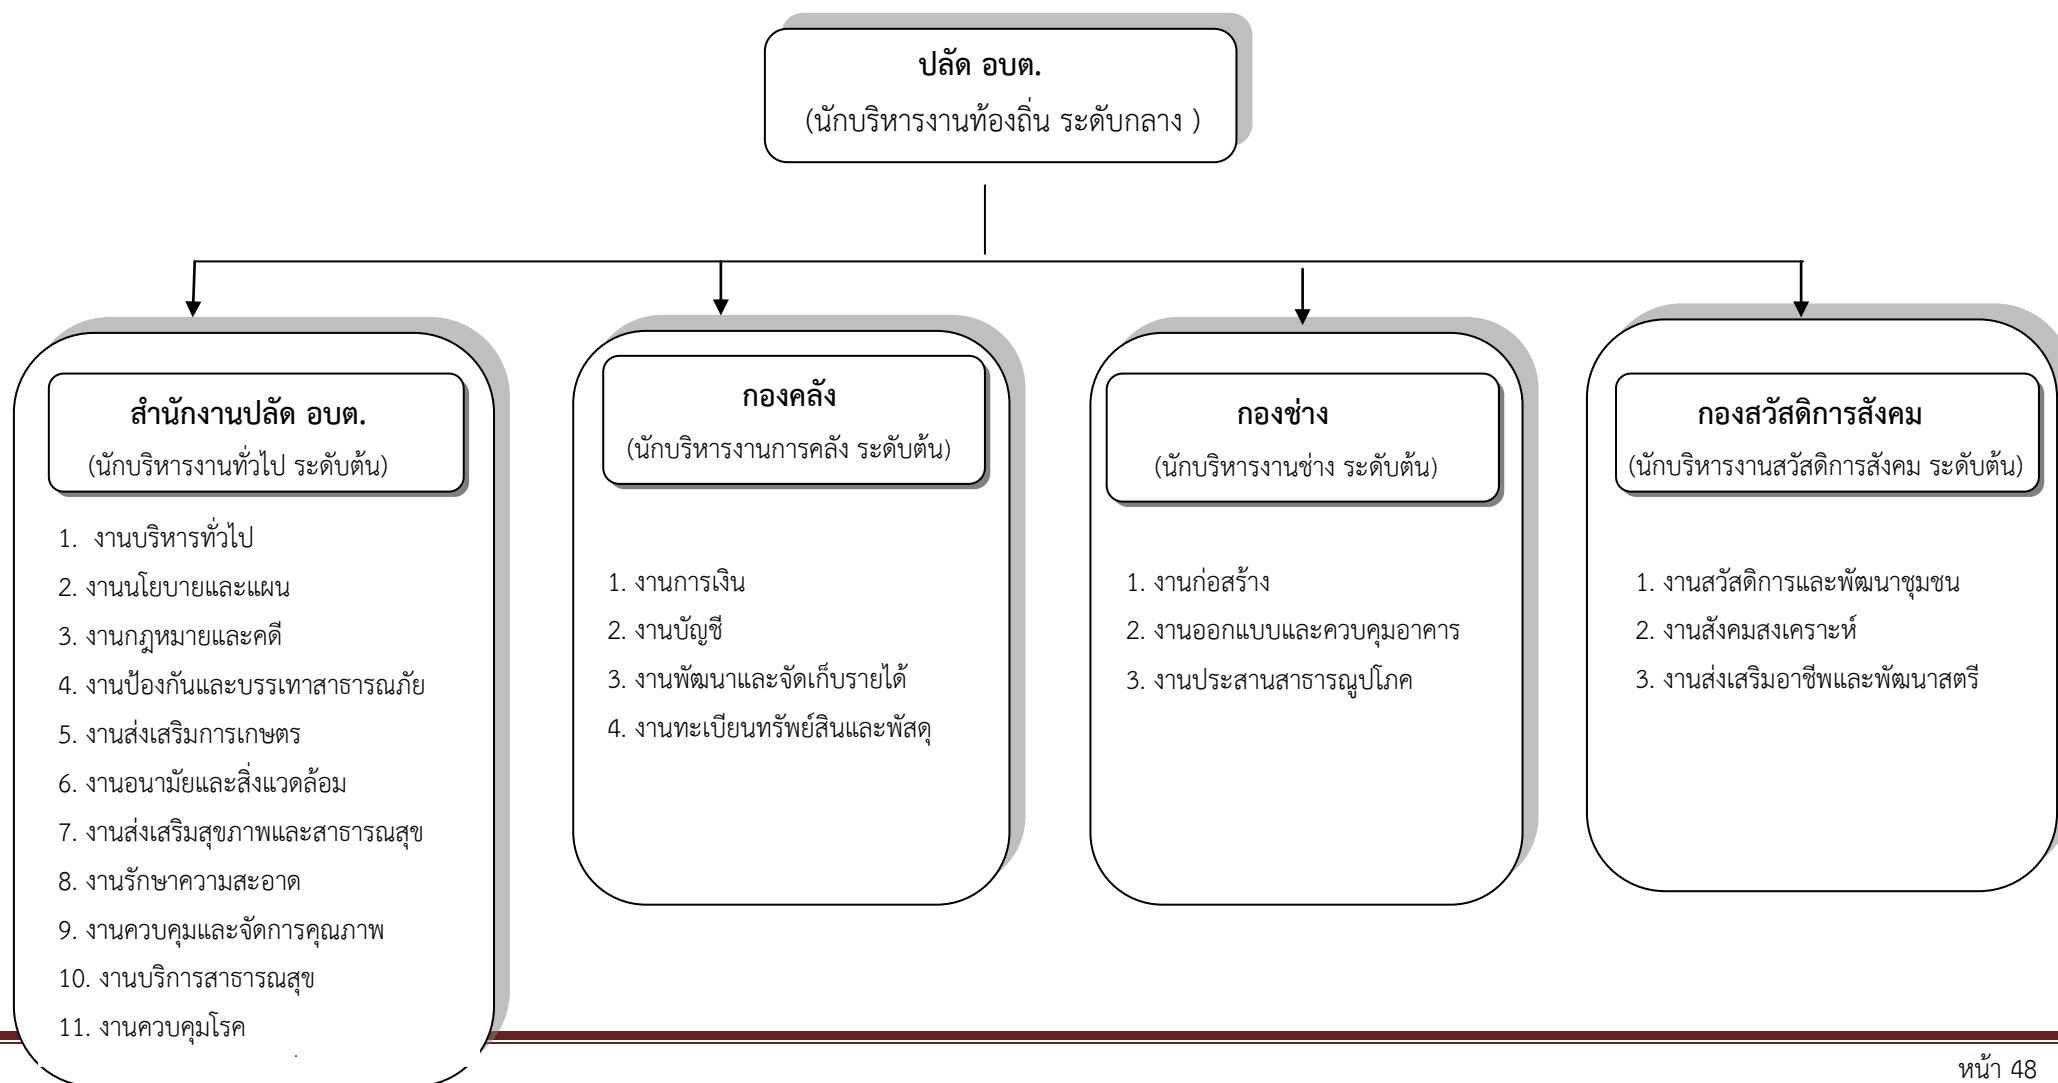 ปลัด อบต.
(นักบริหารงานท้องถิ่น ระดับกลาง )
สำนักงานปลัด อบต.
(นักบริหารงานทั่วไป ระดับต้น)
1. งานบริหารทั่วไป
2. งานนโยบายและแผน
3. งานกฎหมายและคดี
4. งานป้องกันและบรรเทาสาธารณภัย
5. งานส่งเสริมการเกษตร
6. งานอนามัยและสิ่งแวดล้อม
7. งานส่งเสริมสุขภาพและสาธารณสุข
8. งานรักษาความสะอาด
9. งานควบคุมและจัดการคุณภาพ
10. งานบริการสาธารณสุข
11. งานควบคุมโรค
กองคลัง
(นักบริหารงานการคลัง ระดับต้น)
1. งานการเงิน
2. งานบัญชี
3. งานพัฒนาและจัดเก็บรายได้
4. งานทะเบียนทรัพย์สินและพัสดุ
กองช่าง
(นักบริหารงานช่าง ระดับต้น)
1. งานก่อสร้าง
2. งานออกแบบและควบคุมอาคาร
3. งานประสานสาธารณูปโภค
กองสวัสดิการสังคม
(นักบริหารงานสวัสดิการสังคม ระดับต้น)
1. งานสวัสดิการและพัฒนาชุมชน
2. งานสังคมสงเคราะห์
3. งานส่งเสริมอาชีพและพัฒนาสตรี
หน้า 48